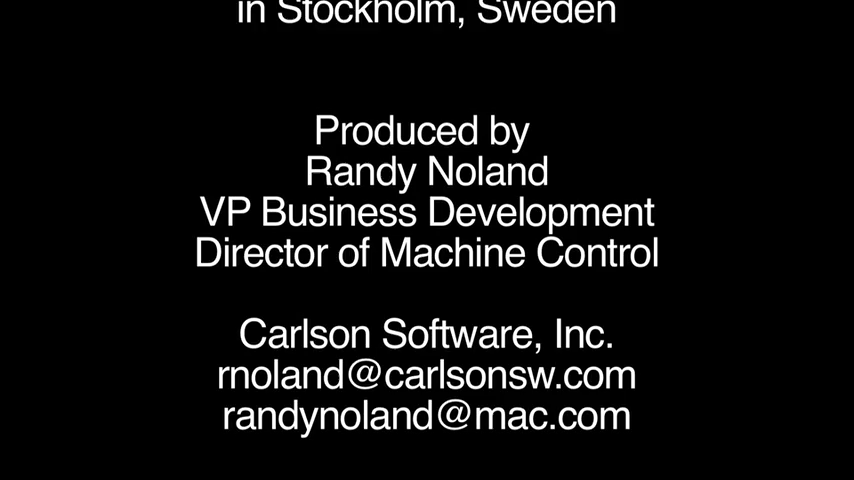 in Stockholm, Sweden
Produced by
Randy Noland
VP Business Development
Director of Machine Control
Carlson Software, Inc.
rnoland@carlsonsw.com
randynoland@mac.com